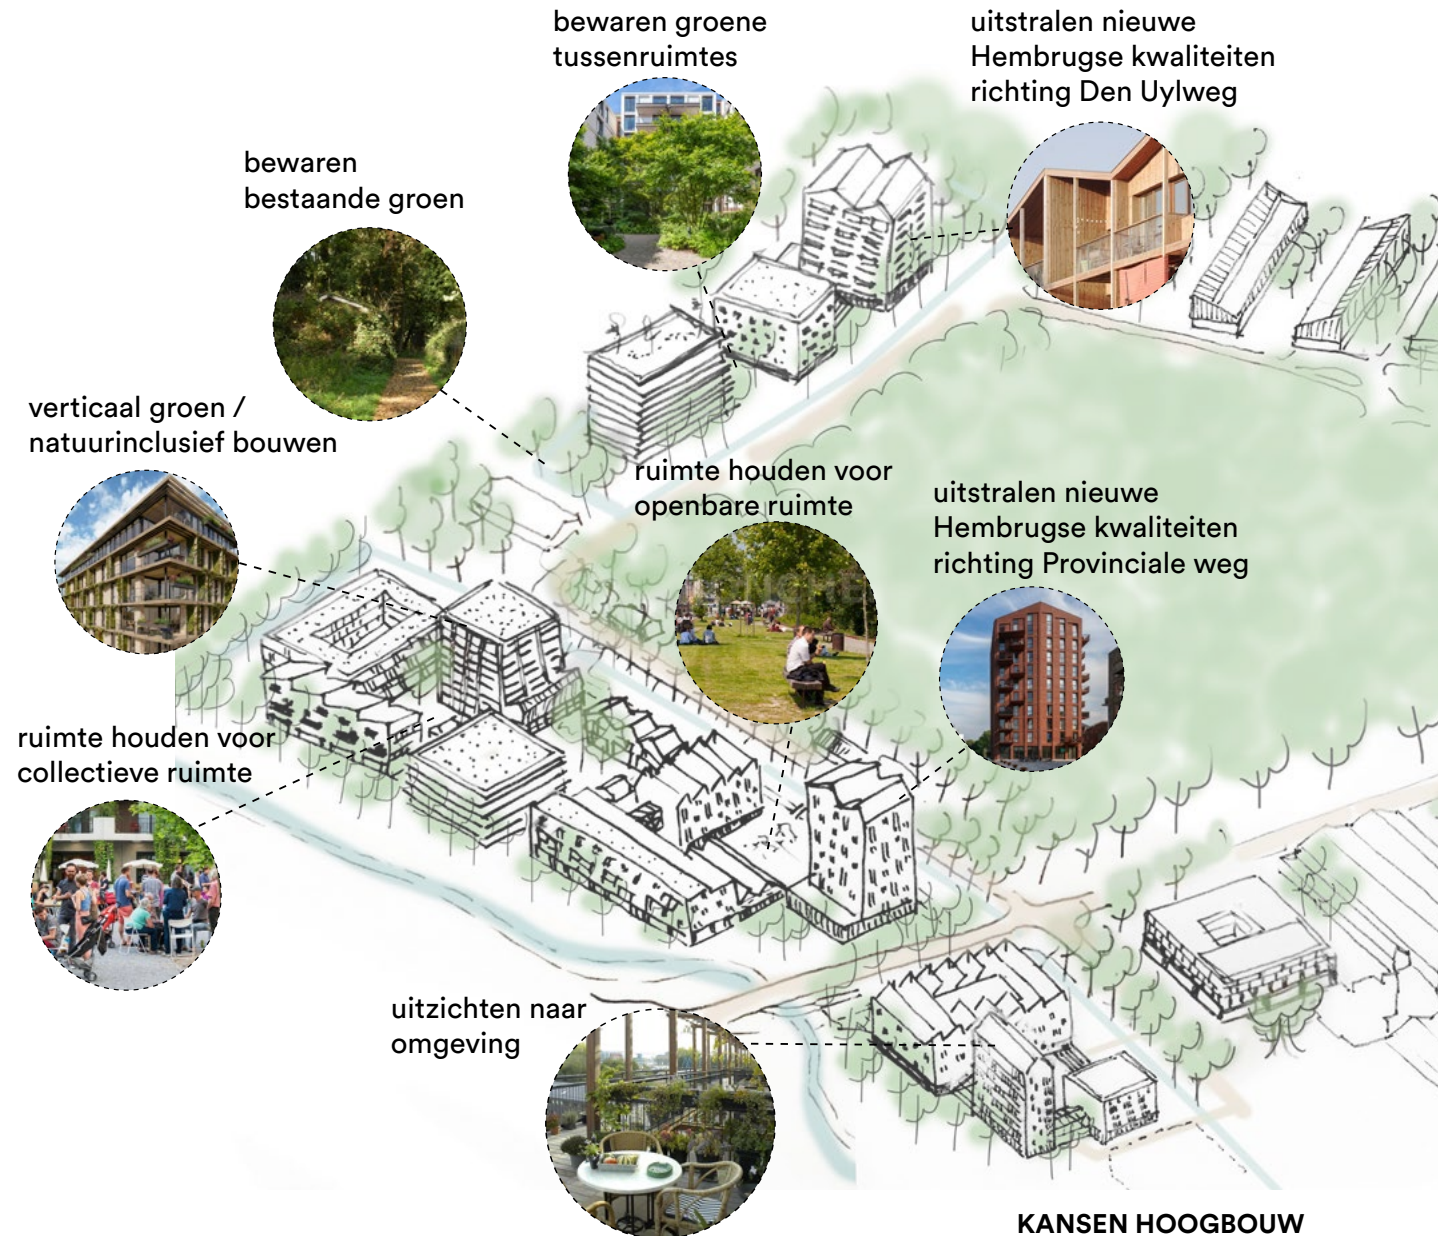 bewaren groene
tussenruimtes
uitstralen nieuwe
Hembrugse kwaliteiten
richting Den Uylweg
bewaren
bestaande groen
verticaal groen /
natuurinclusief bouwen
ruimte houden voor
openbare ruimte
uitstralen nieuwe
Hembrugse kwaliteiten
richting Provinciale weg
ruimte houden voor
collectieve ruimte
uitzichten naar
omgeving
KANSEN HOOGBOUW